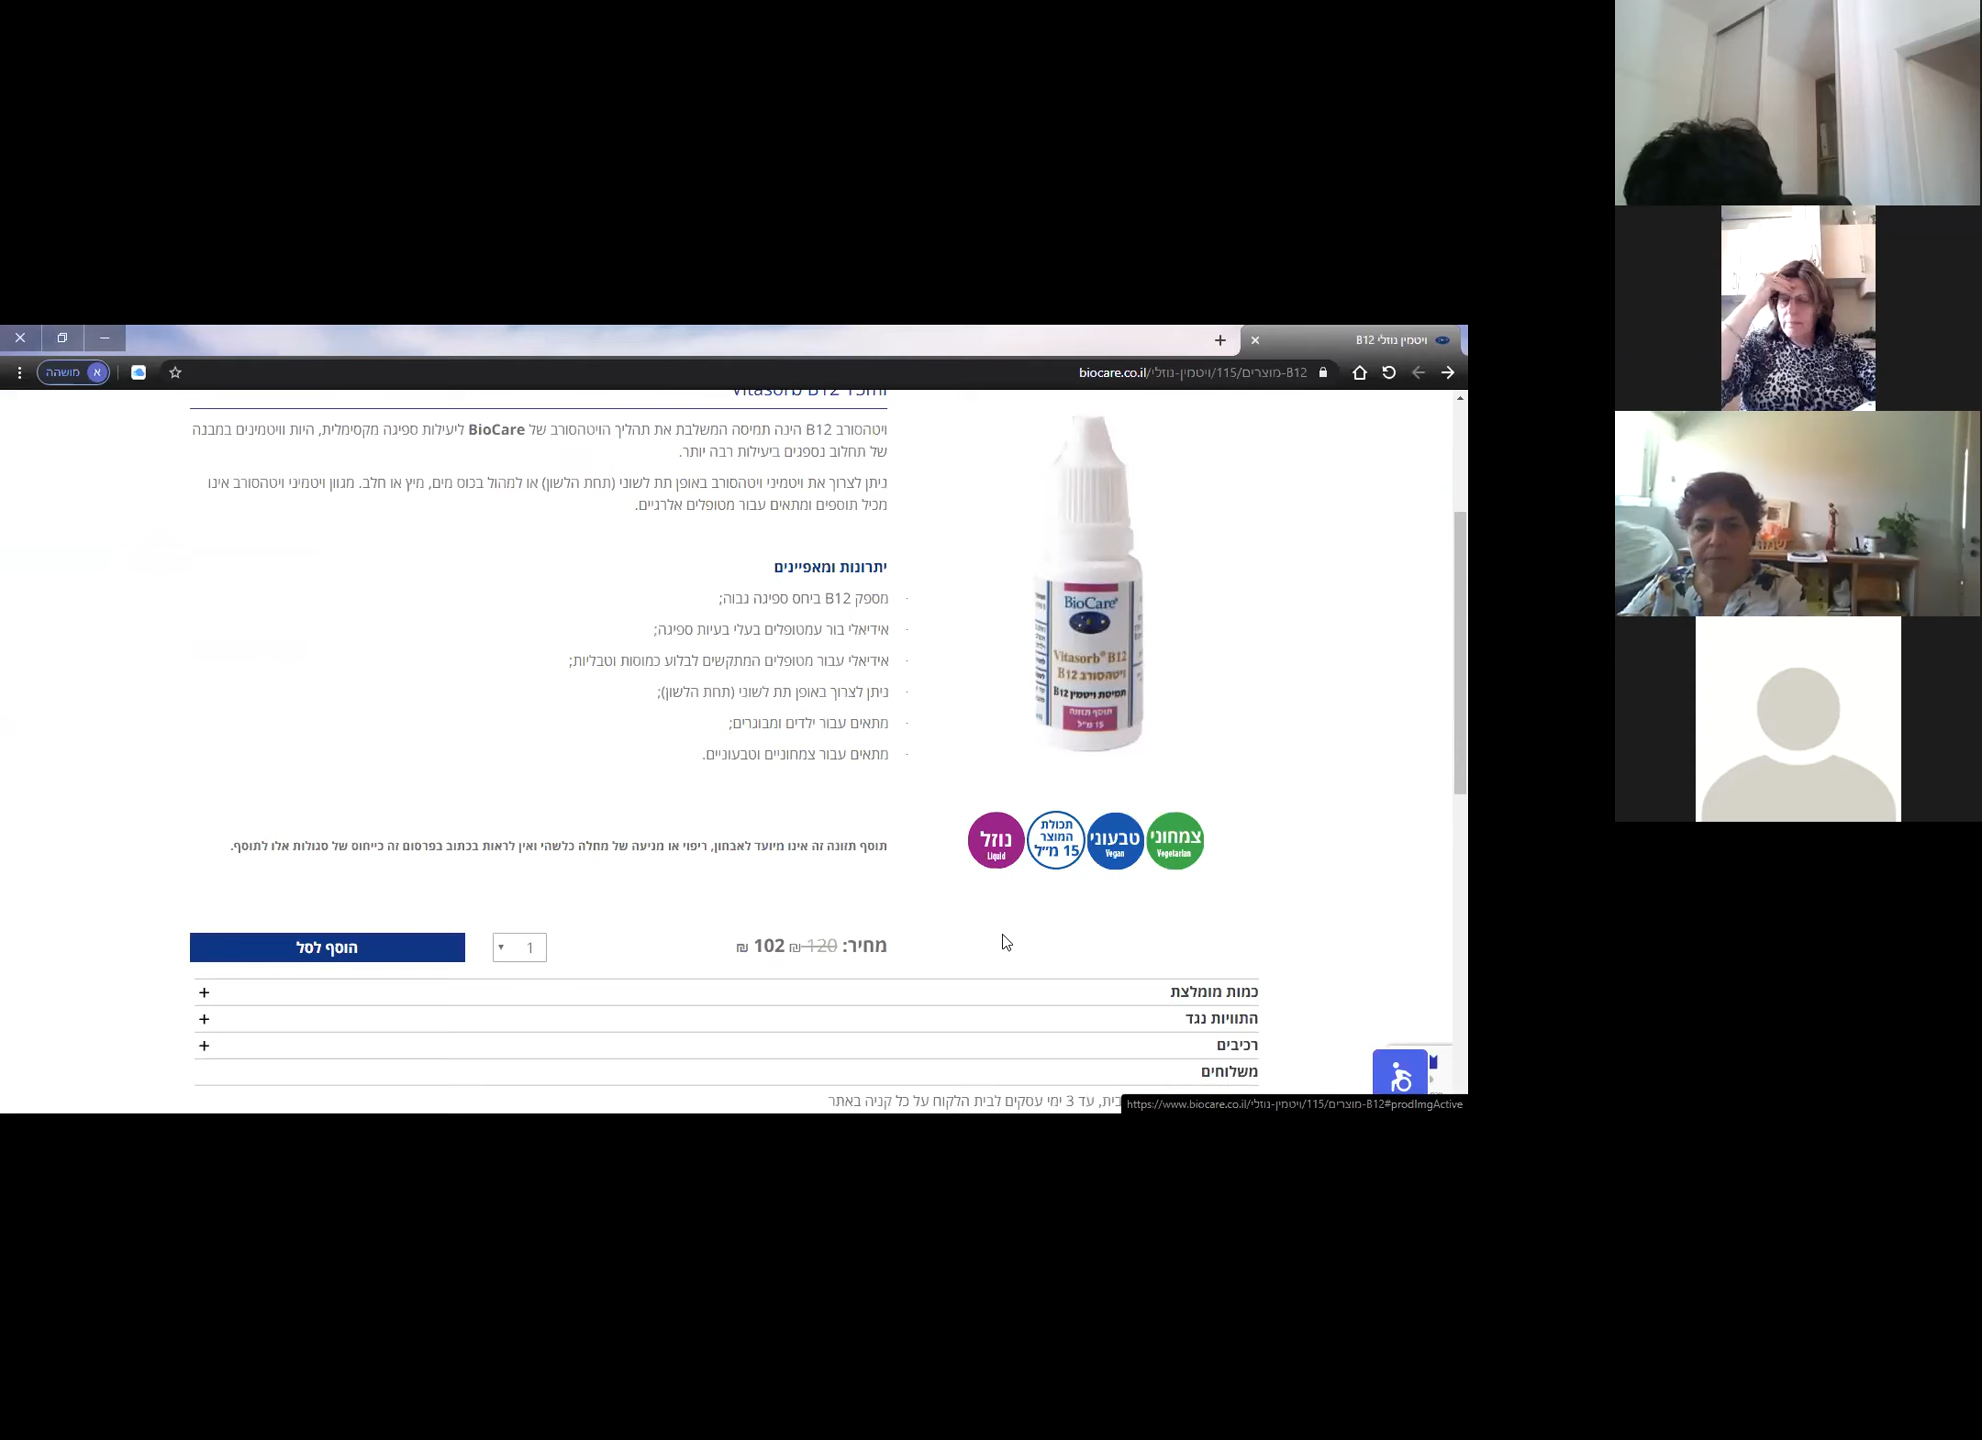 ויטמין נוזלי B12
מושהה
א
biocare.co.il/מוצרים/115/ויטמין-נוזלי-B12
Vitasorb B12 15ml
ויטהסורב B12 הינה תמיסה המשלבת את תהליך הויטהסורב של BioCare ליעילות ספיגה מקסימלית, היות וויטמינים במבנה
של תחלוב נספגים ביעילות רבה יותר.
ניתן לצרוך את ויטמיני ויטהסורב באופן תת לשוני (תחת הלשון) או למהול בכוס מים, מיץ או חלב. מגוון ויטמיני ויטהסורב אינו
מכיל תוספים ומתאים עבור מטופלים אלרגיים.
יתרונות ומאפיינים
· מספק B12 ביחס ספיגה גבוה;
· אידיאלי בור עמטופלים בעלי בעיות ספיגה;
· אידיאלי עבור מטופלים המתקשים לבלוע כמוסות וטבליות;
· ניתן לצרוך באופן תת לשוני (תחת הלשון);
· מתאים עבור ילדים ומבוגרים;
· מתאים עבור צמחוניים וטבעוניים.
BioCare®
Vitasorb® B12
ויטהסורב B12
תמיסת ויטמין B12
תוסף תזונה
15 מ"ל
צמחוני
Vegetarian
טבעוני
Vegan
תכולת
המוצר
15 מ"ל
נוזל
Liquid
תוסף תזונה זה אינו מיועד לאבחון, ריפוי או מניעה של מחלה כלשהי ואין לראות בכתוב בפרסום זה כייחוס של סגולות אלו לתוסף.
מחיר: 120 ₪ 102 ₪
1
הוסף לסל
כמות מומלצת +
התוויות נגד +
רכיבים +
משלוחים
בית, עד 3 ימי עסקים לבית הלקוח על כל קניה באתר
https://www.biocare.co.il/מוצרים/115/ויטמין-נוזלי-B12#prodImgActive